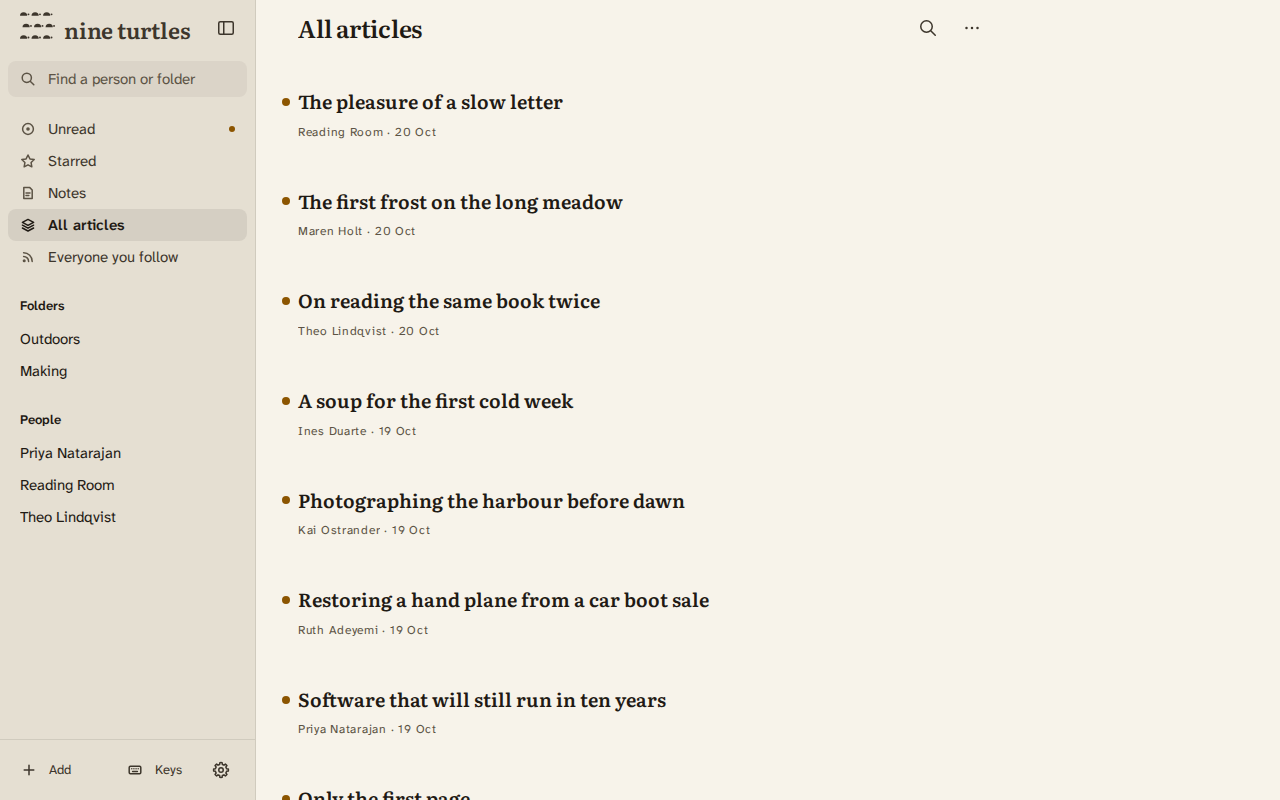 nine turtles
Find a person or folder
Unread
Starred
Notes
All articles
Everyone you follow
Folders
Outdoors
Making
People
Priya Natarajan
Reading Room
Theo Lindqvist
Add
Keys
All articles
The pleasure of a slow letter
Reading Room · 20 Oct
The first frost on the long meadow
Maren Holt · 20 Oct
On reading the same book twice
Theo Lindqvist · 20 Oct
A soup for the first cold week
Ines Duarte · 19 Oct
Photographing the harbour before dawn
Kai Ostrander · 19 Oct
Restoring a hand plane from a car boot sale
Ruth Adeyemi · 19 Oct
Software that will still run in ten years
Priya Natarajan · 19 Oct
Only the first page